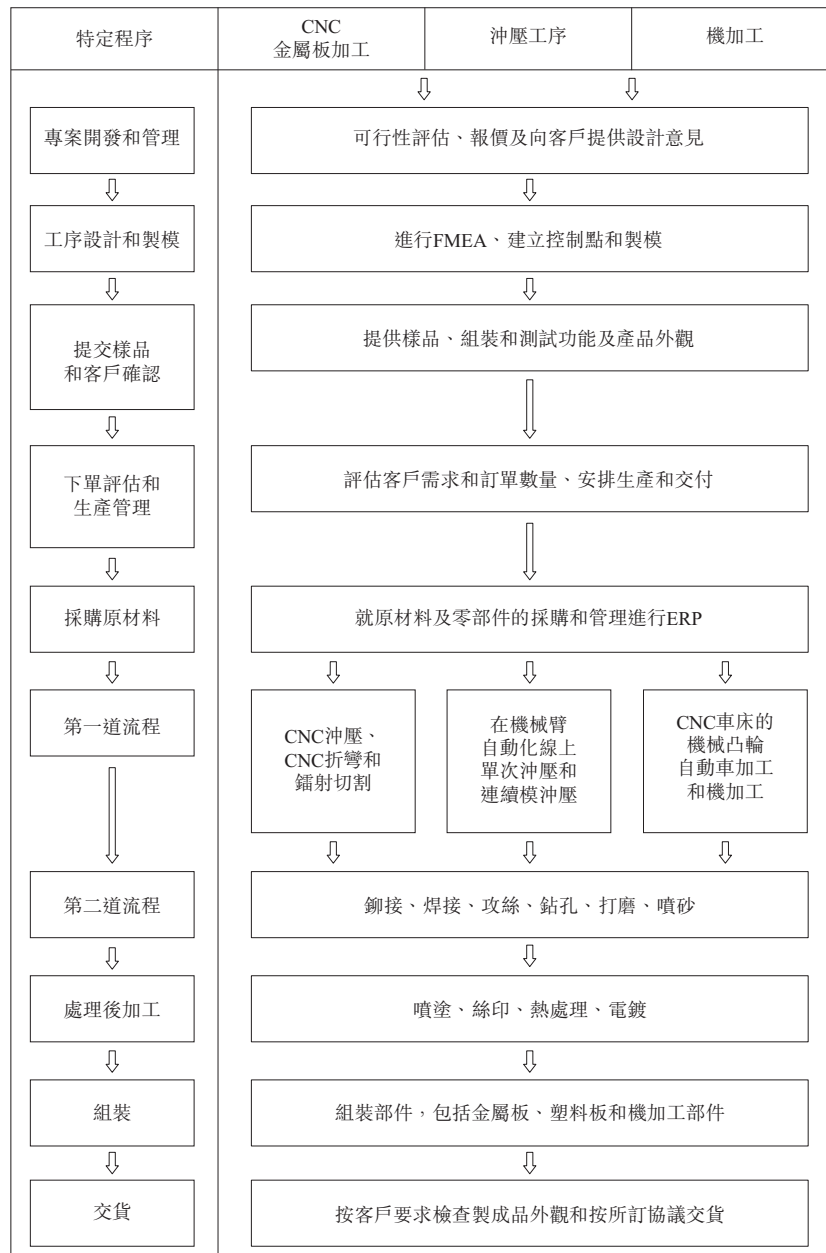 特定程序
CNC
金屬板加工
沖壓工序
機加工
專案開發和管理
可行性評估、報價及向客戶提供設計意見
工序設計和製模
進行FMEA、建立控制點和製模
提交樣品
和客戶確認
提供樣品、組裝和測試功能及產品外觀
下單評估和
生產管理
評估客戶需求和訂單數量、安排生產和交付
採購原材料
就原材料及零部件的採購和管理進行ERP
第一道流程
CNC沖壓、
CNC折彎和
鐳射切割
在機械臂
自動化線上
單次沖壓和
連續模沖壓
CNC車床的
機械凸輪
自動車加工
和機加工
第二道流程
鉚接、焊接、攻絲、鉆孔、打磨、噴砂
處理後加工
噴塗、絲印、熱處理、電鍍
組裝
組裝部件，包括金屬板、塑料板和機加工部件
交貨
按客戶要求檢查製成品外觀和按所訂協議交貨